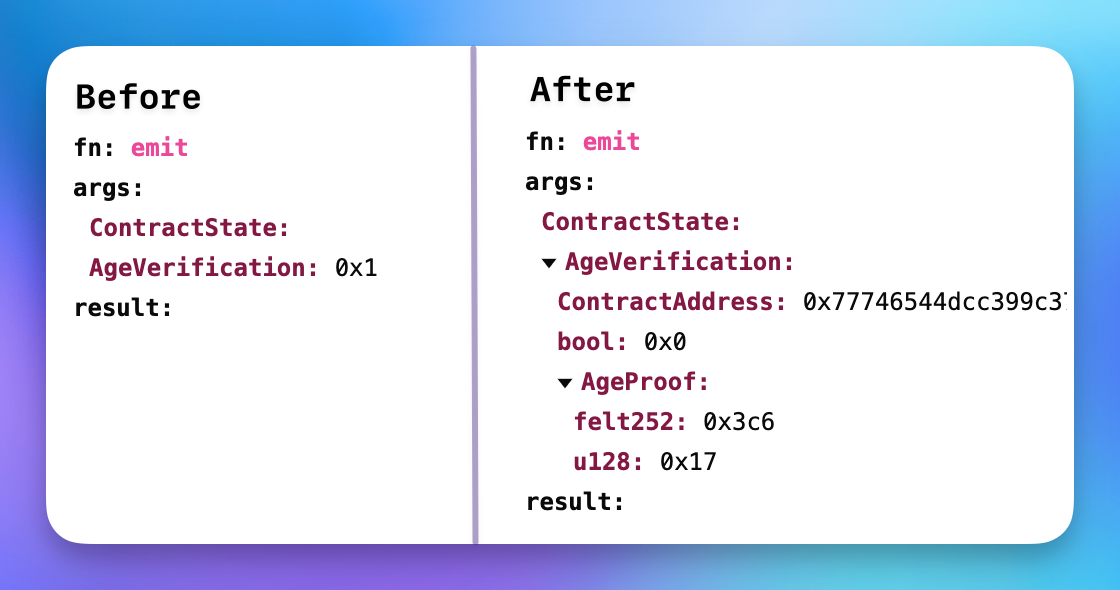 Before
fn: emit
args:
ContractState:
AgeVerification: 0x1
result:
After
fn: emit
args:
ContractState:
AgeVerification:
ContractAddress: 0x77746544dcc399c3
bool: 0x0
AgeProof:
felt252: 0x3c6
u128: 0x17
result: